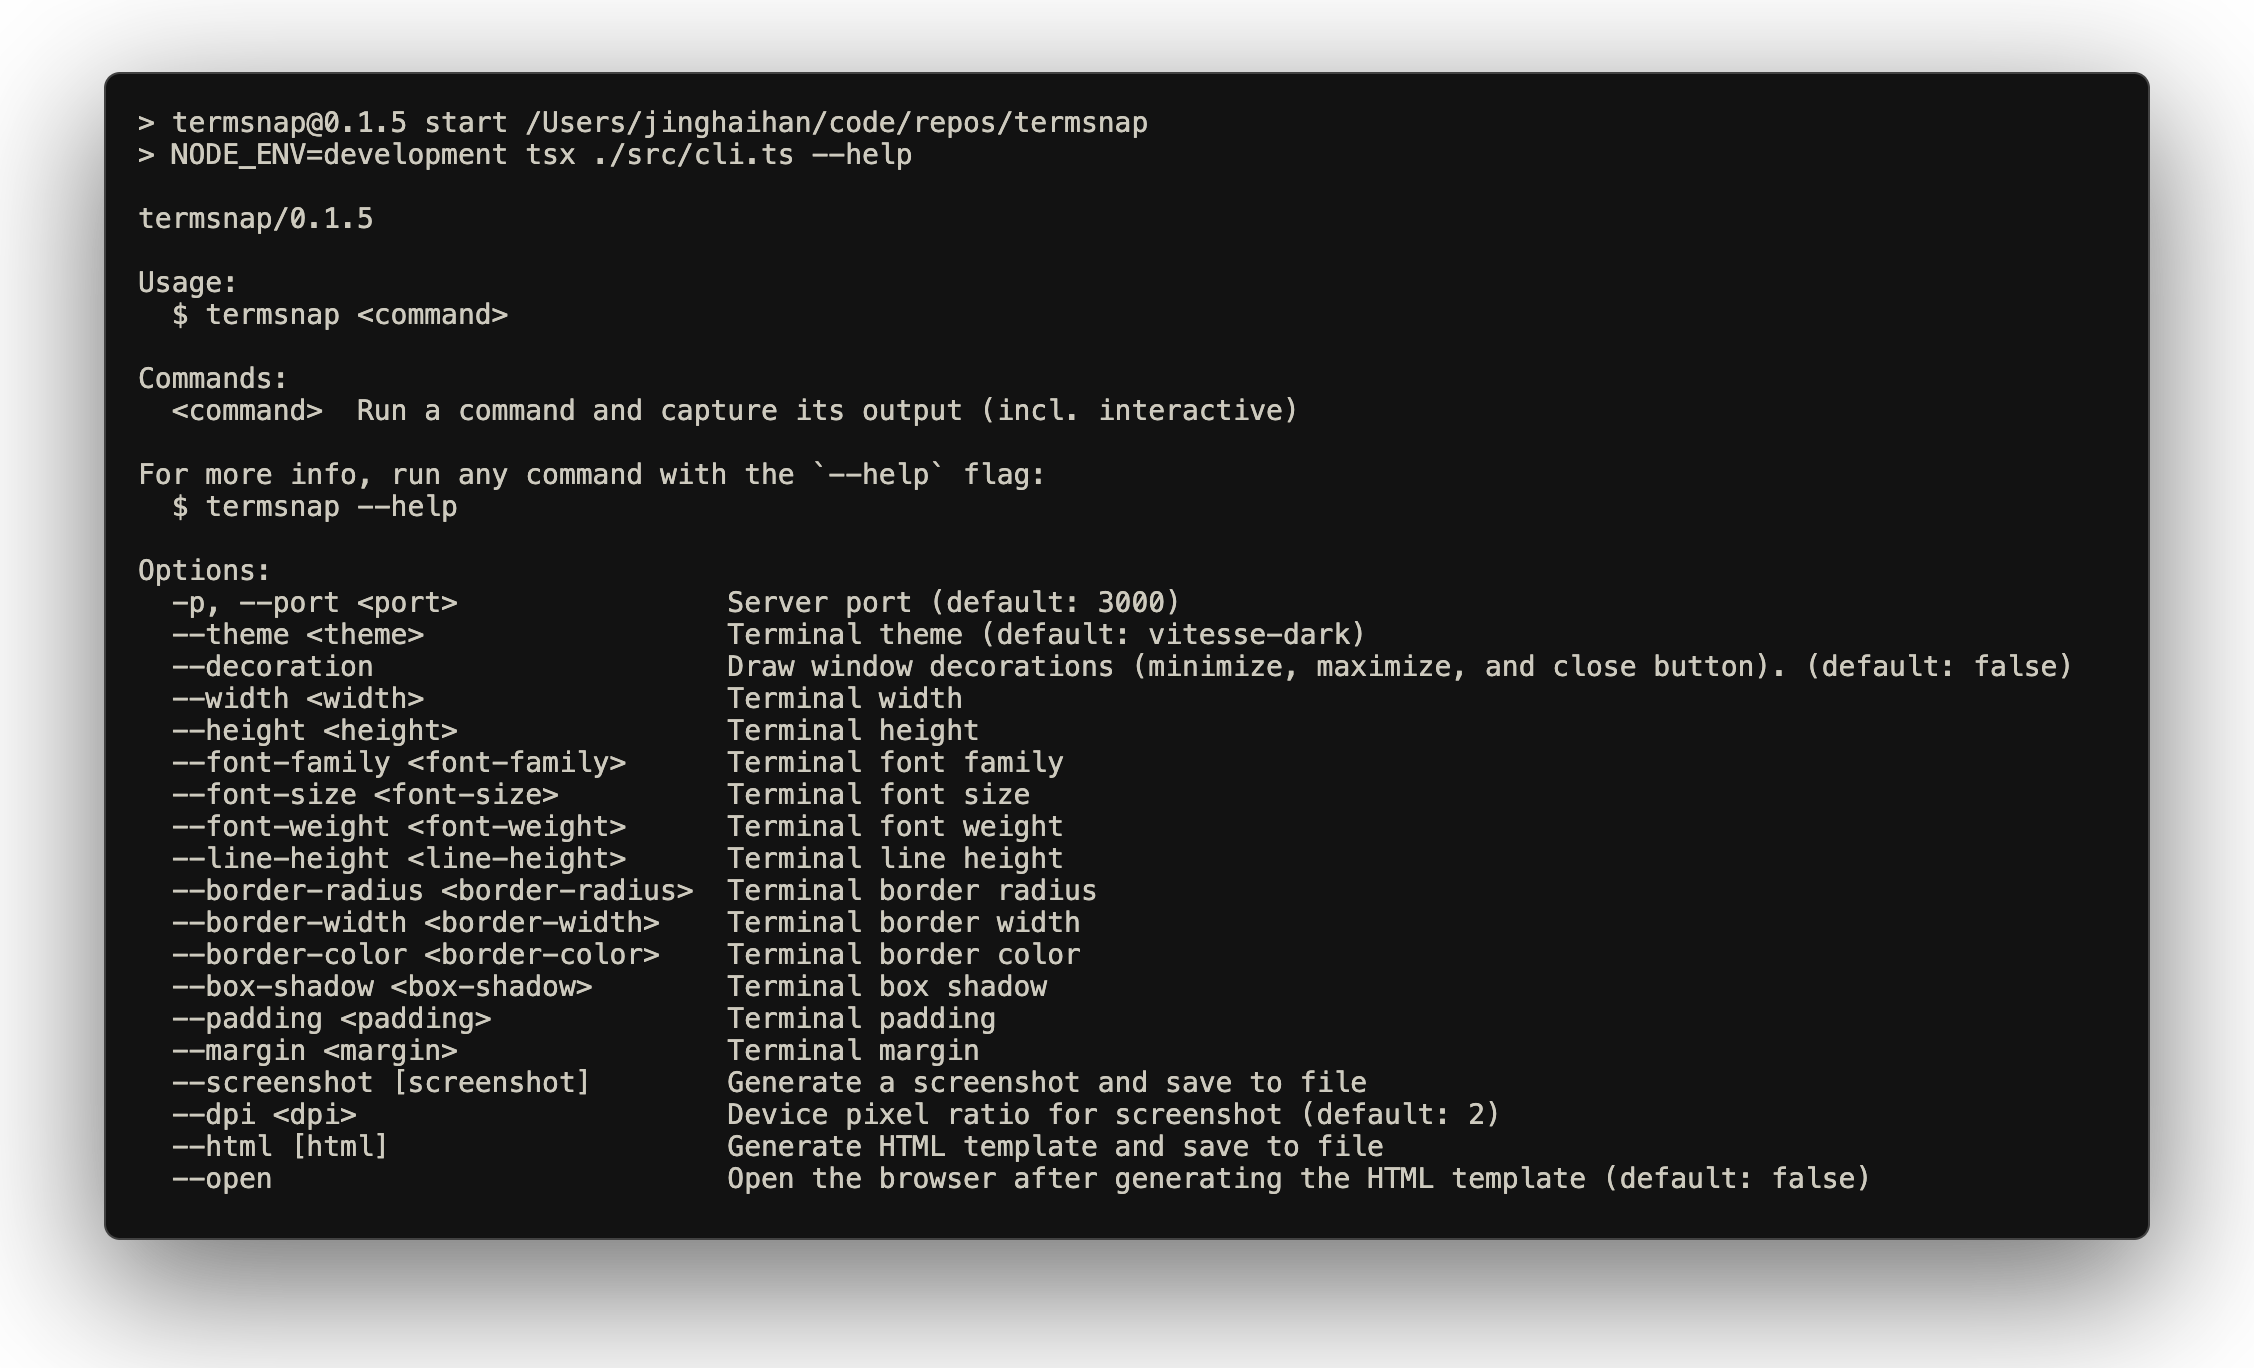 > termsnap@0.1.5 start /Users/jinghaihan/code/repos/termsnap
> NODE_ENV=development tsx ./src/cli.ts --help

termsnap/0.1.5

Usage:
  $ termsnap <command>

Commands:
  <command>  Run a command and capture its output (incl. interactive)

For more info, run any command with the `--help` flag:
  $ termsnap --help

Options:
  -p, --port <port>                Server port (default: 3000)
  --theme <theme>                  Terminal theme (default: vitesse-dark)
  --decoration                     Draw window decorations (minimize, maximize, and close button). (default: false)
  --width <width>                  Terminal width
  --height <height>                Terminal height
  --font-family <font-family>      Terminal font family
  --font-size <font-size>          Terminal font size
  --font-weight <font-weight>      Terminal font weight
  --line-height <line-height>      Terminal line height
  --border-radius <border-radius>  Terminal border radius
  --border-width <border-width>    Terminal border width
  --border-color <border-color>    Terminal border color
  --box-shadow <box-shadow>        Terminal box shadow
  --padding <padding>              Terminal padding
  --margin <margin>                Terminal margin
  --screenshot [screenshot]        Generate a screenshot and save to file
  --dpi <dpi>                      Device pixel ratio for screenshot (default: 2)
  --html [html]                    Generate HTML template and save to file
  --open                           Open the browser after generating the HTML template (default: false)